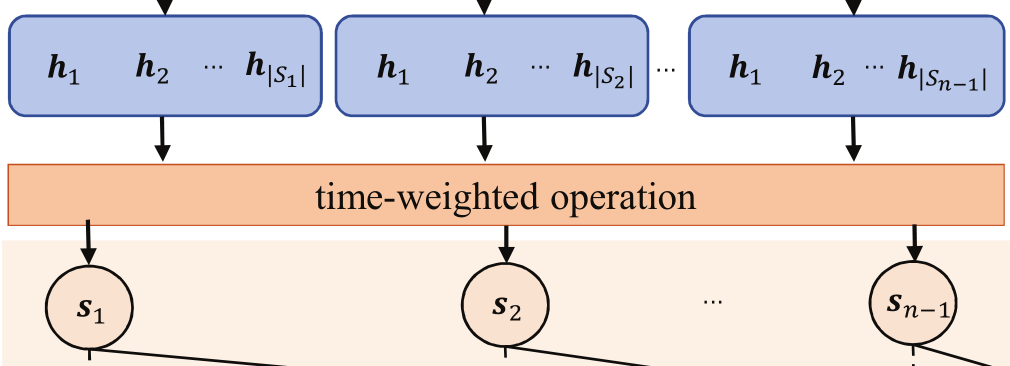 h₁ h₂ ⋯ h|S₁| h₁ h₂ ⋯ h|S₂| ⋯ h₁ h₂ ⋯ h|Sₙ₋₁|
time-weighted operation
s₁ s₂ ⋯ sₙ₋₁